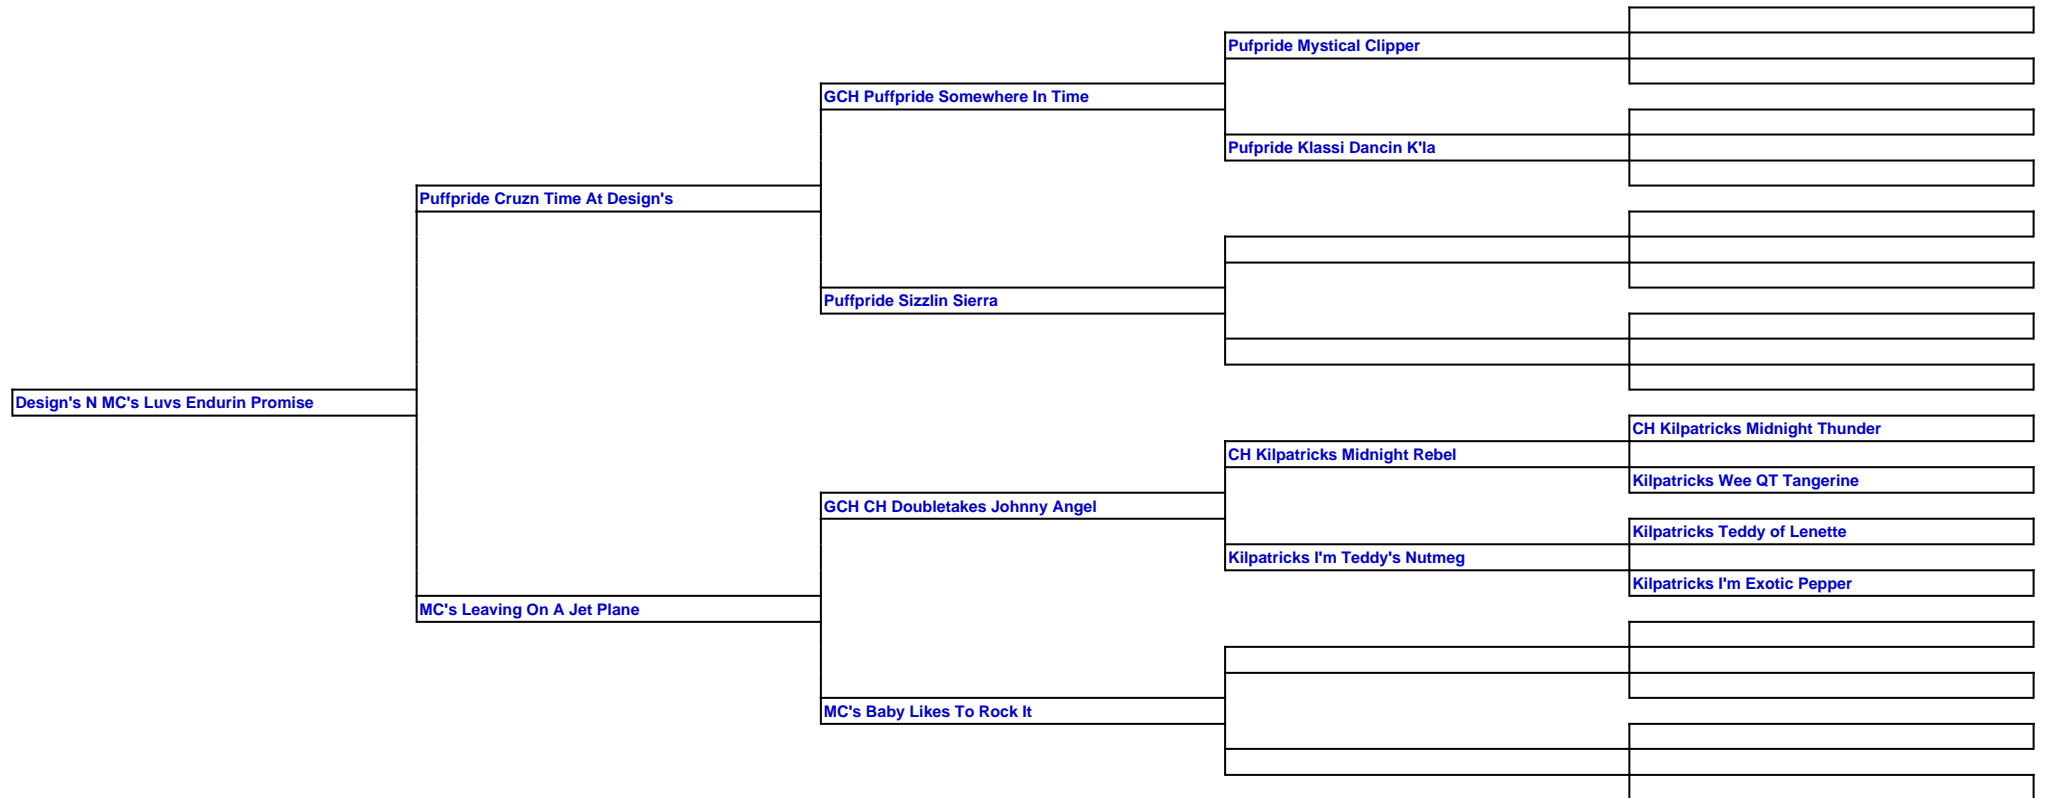 Pufpride Mystical Clipper
GCH Puffpride Somewhere In Time
Pufpride Klassi Dancin K'la
Puffpride Cruzn Time At Design's
Puffpride Sizzlin Sierra
Design's N MC's Luvs Endurin Promise
CH Kilpatricks Midnight Thunder
CH Kilpatricks Midnight Rebel
Kilpatricks Wee QT Tangerine
GCH CH Doubletakes Johnny Angel
Kilpatricks Teddy of Lenette
Kilpatricks I'm Teddy's Nutmeg
Kilpatricks I'm Exotic Pepper
MC's Leaving On A Jet Plane
MC's Baby Likes To Rock It